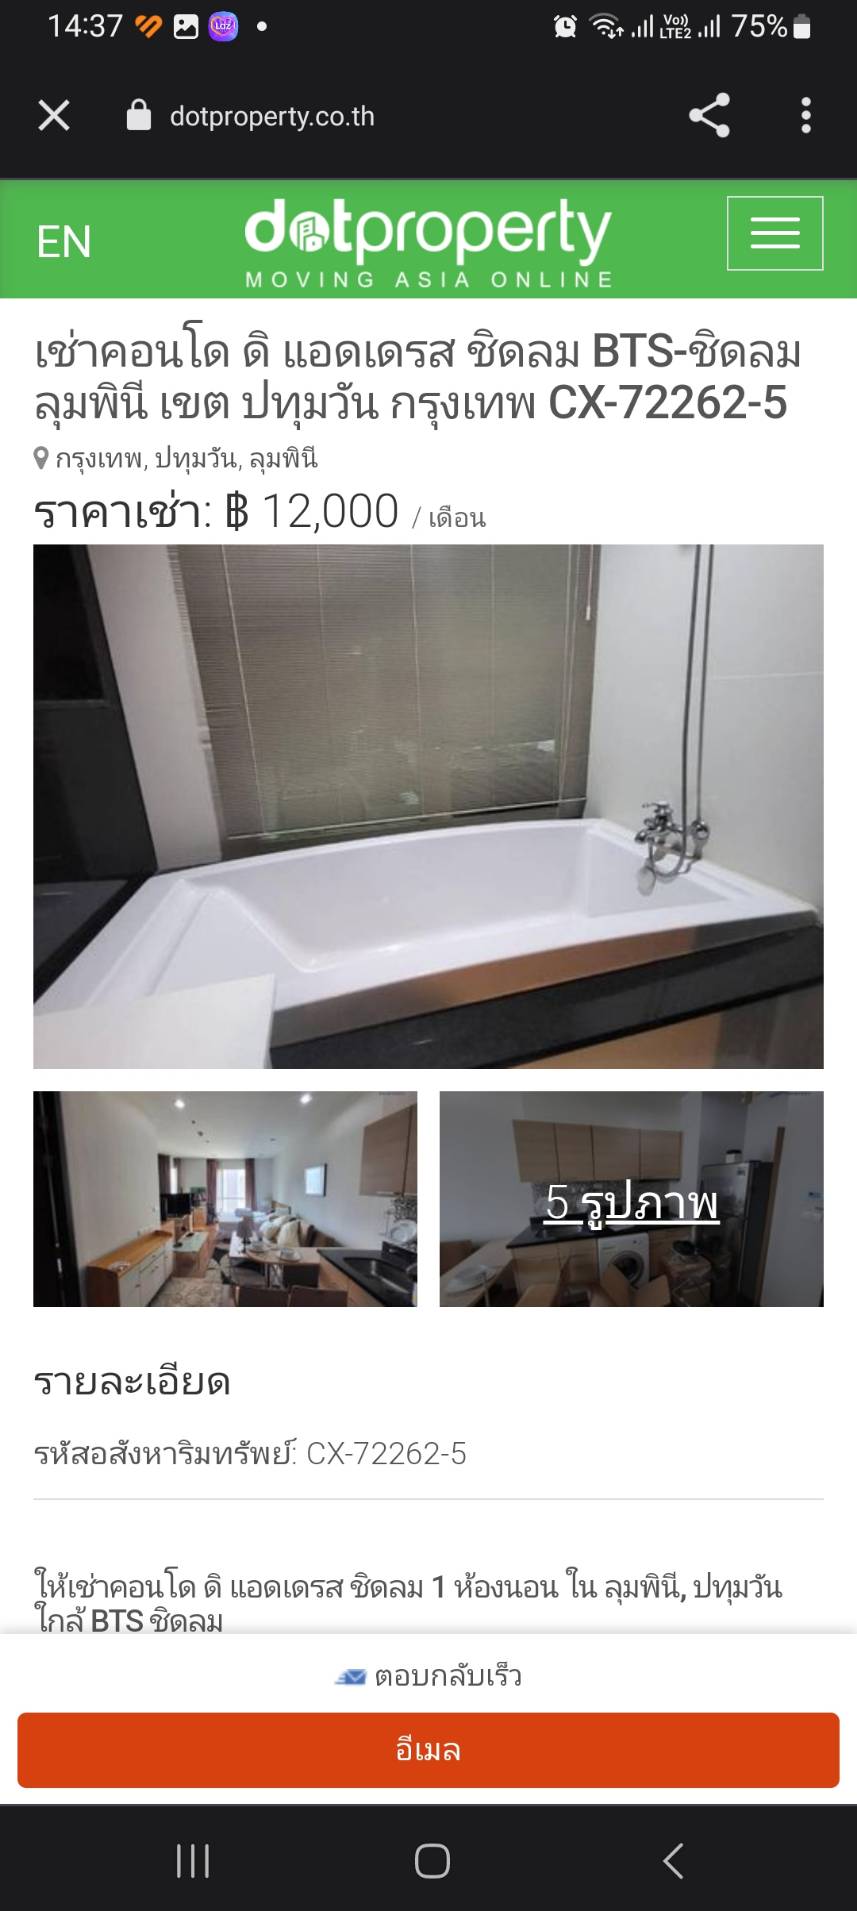 14:37
Laz
Vo)) LTE2
75%
dotproperty.co.th
EN
dotproperty
MOVING ASIA ONLINE
เช่าคอนโด ดิ แอดเดรส ชิดลม BTS-ชิดลม
ลุมพินี เขต ปทุมวัน กรุงเทพ CX-72262-5
กรุงเทพ, ปทุมวัน, ลุมพินี
ราคาเช่า: ฿ 12,000 / เดือน
5 รูปภาพ
รายละเอียด
รหัสอสังหาริมทรัพย์: CX-72262-5
ให้เช่าคอนโด ดิ แอดเดรส ชิดลม 1 ห้องนอน ใน ลุมพินี, ปทุมวัน
ใกล้ BTS ชิดลม
ตอบกลับเร็ว
อีเมล